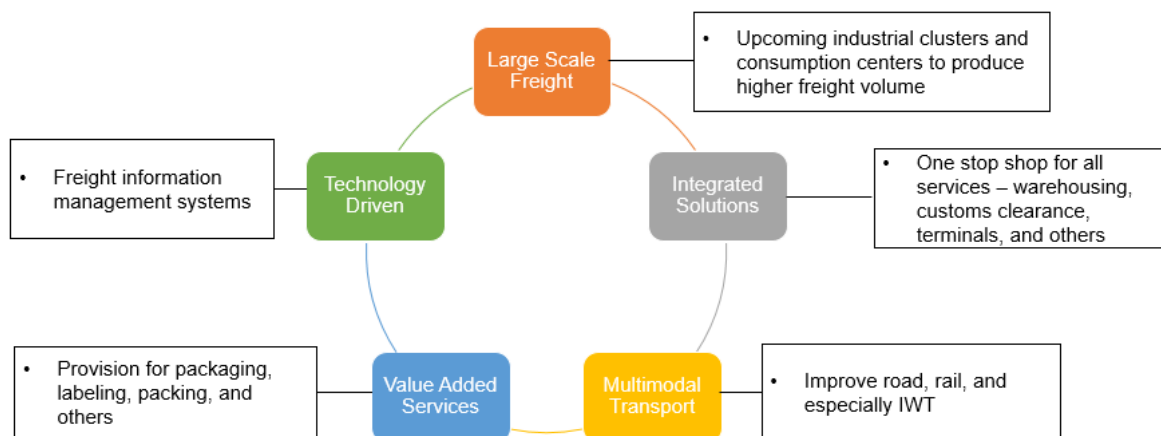 Large Scale
Freight
• Upcoming industrial clusters and
consumption centers to produce
higher freight volume
Technology
Driven
• Freight information
management systems
Integrated
Solutions
• One stop shop for all
services – warehousing,
customs clearance,
terminals, and others
Value Added
Services
• Provision for packaging,
labeling, packing, and
others
Multimodal
Transport
• Improve road, rail, and
especially IWT